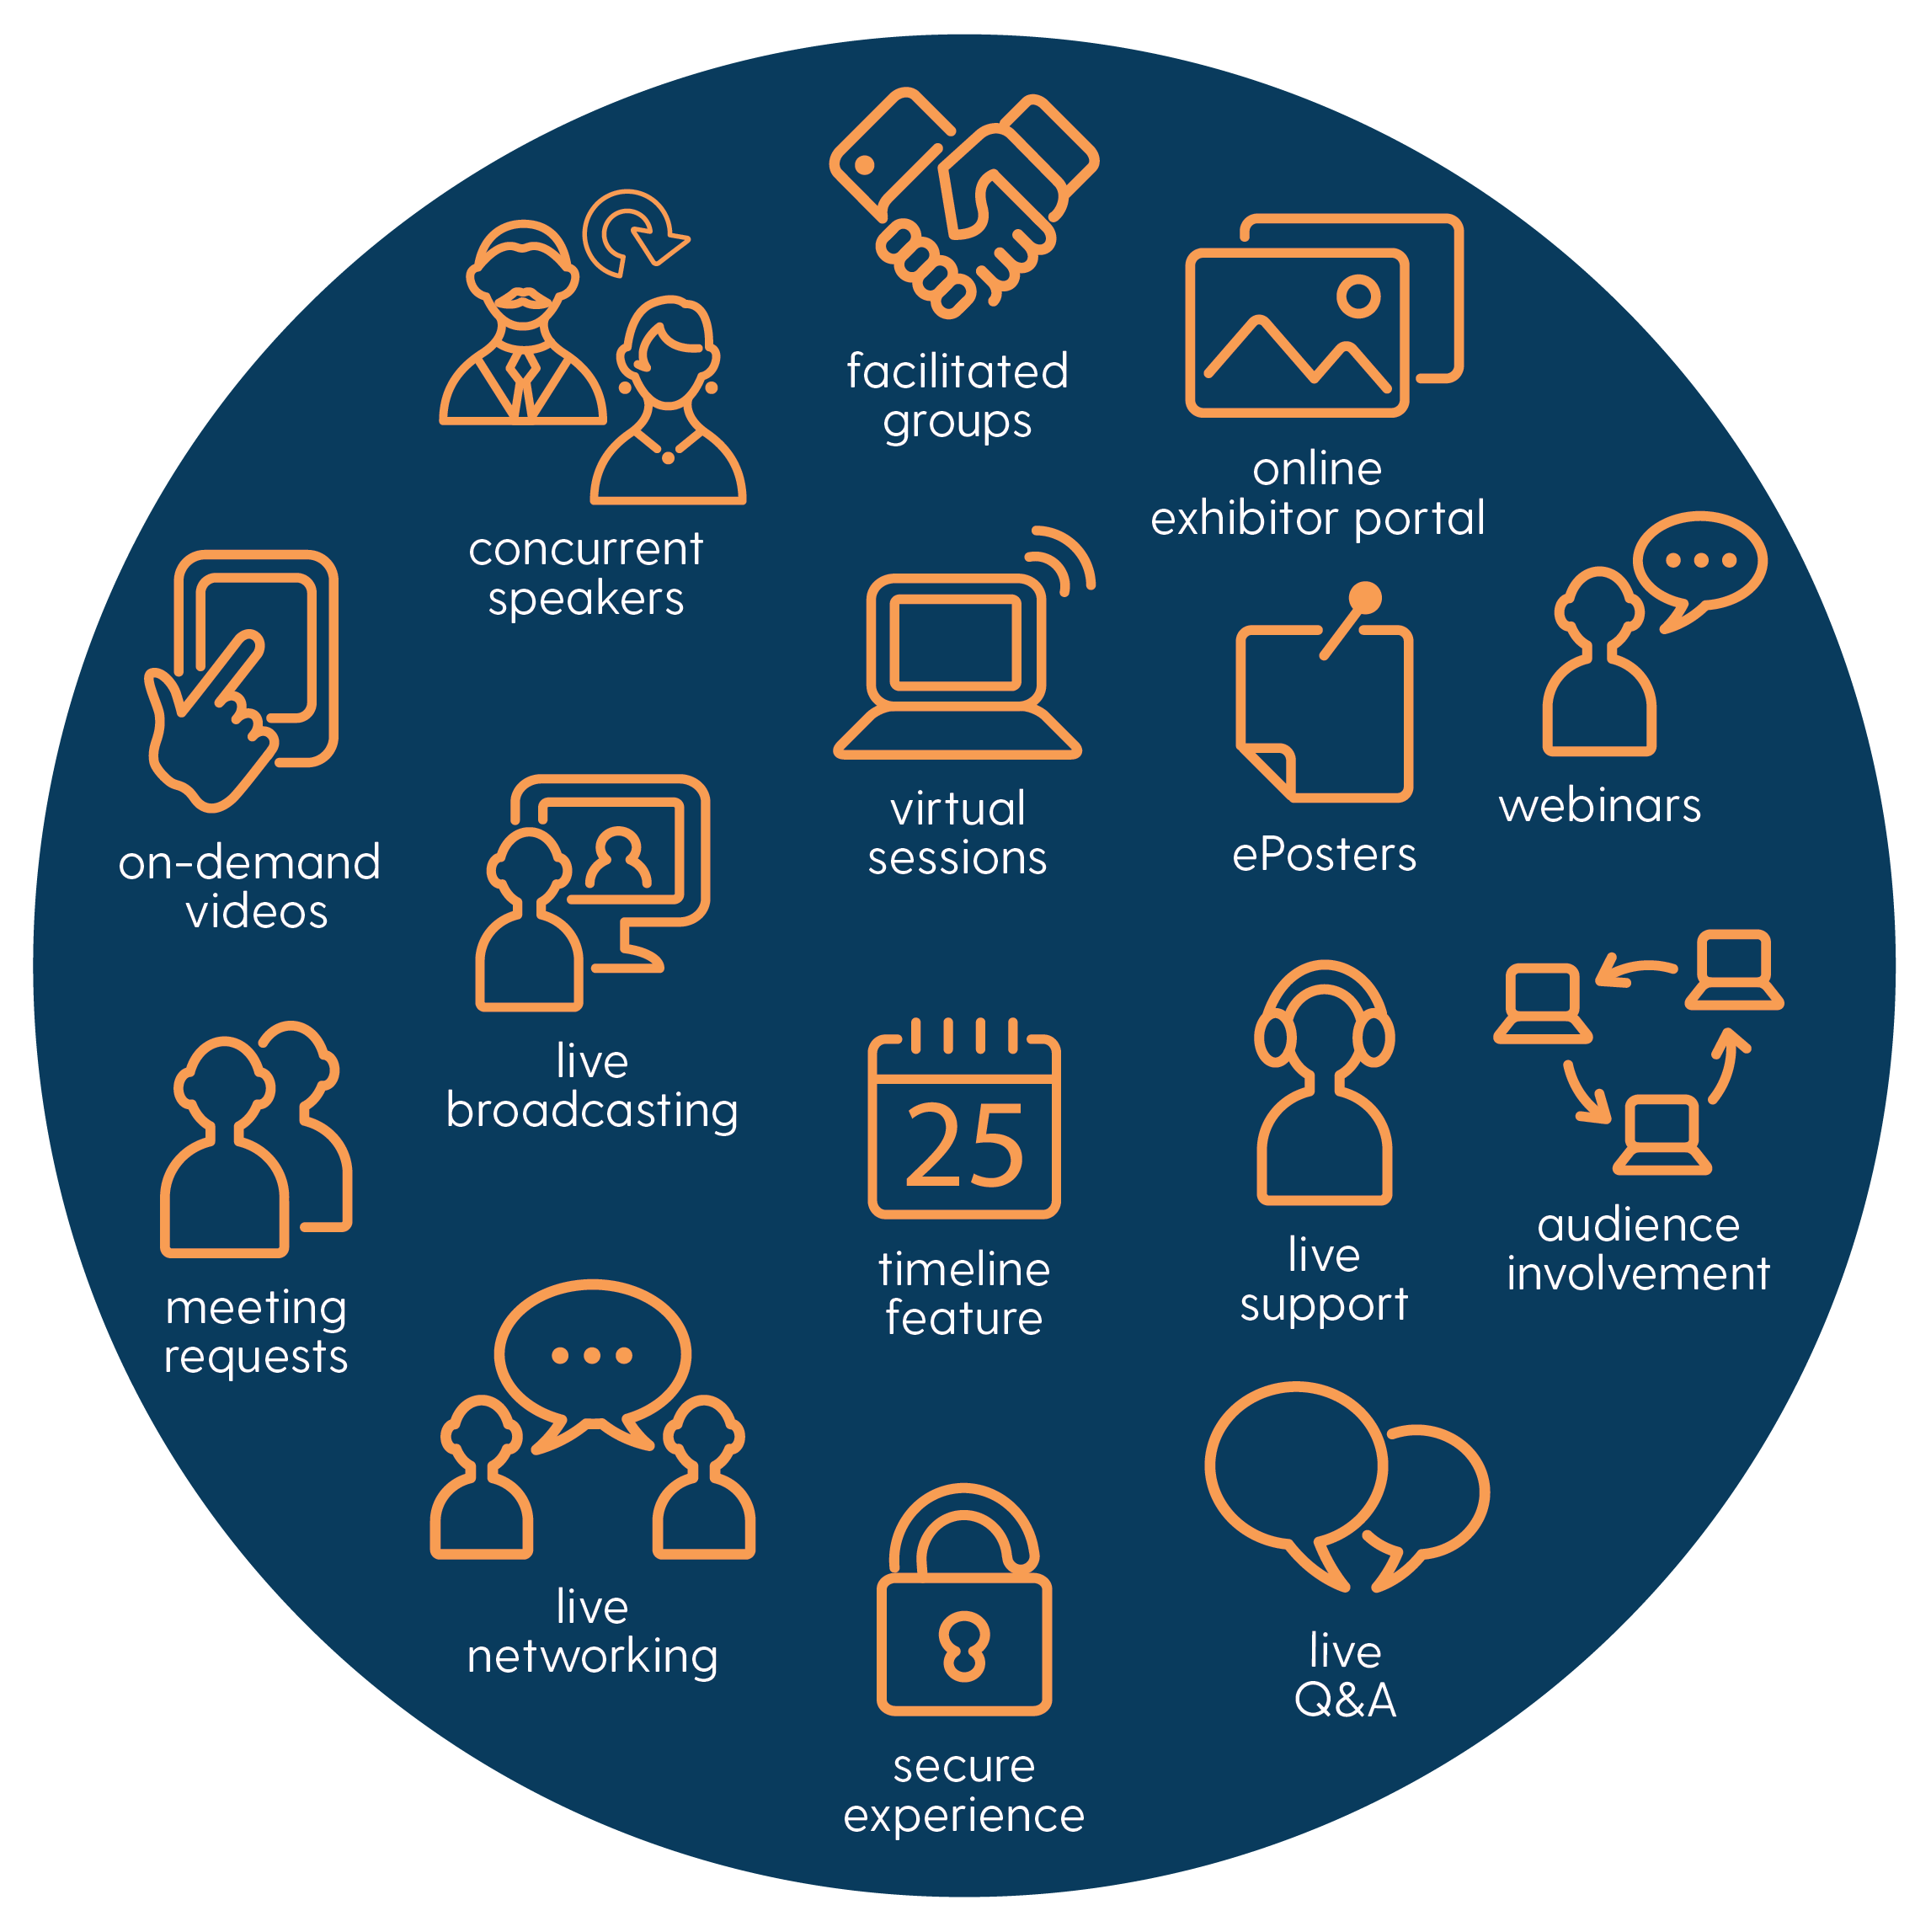 facilitated
groups
online
exhibitor portal
concurrent
speakers
virtual
sessions
ePosters
webinars
on-demand
videos
live
broadcasting
25
timeline
feature
live
support
audience
involvement
meeting
requests
live
networking
live
Q&A
secure
experience